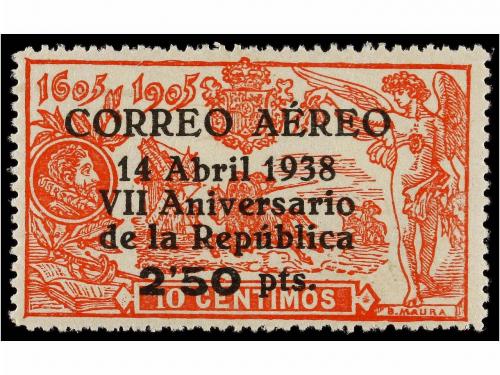 1605 1905
CORREO AÉREO
14 Abril 1938
VII Aniversario
de la República
2'50 pts.
10 CENTIMOS
B. MAURA